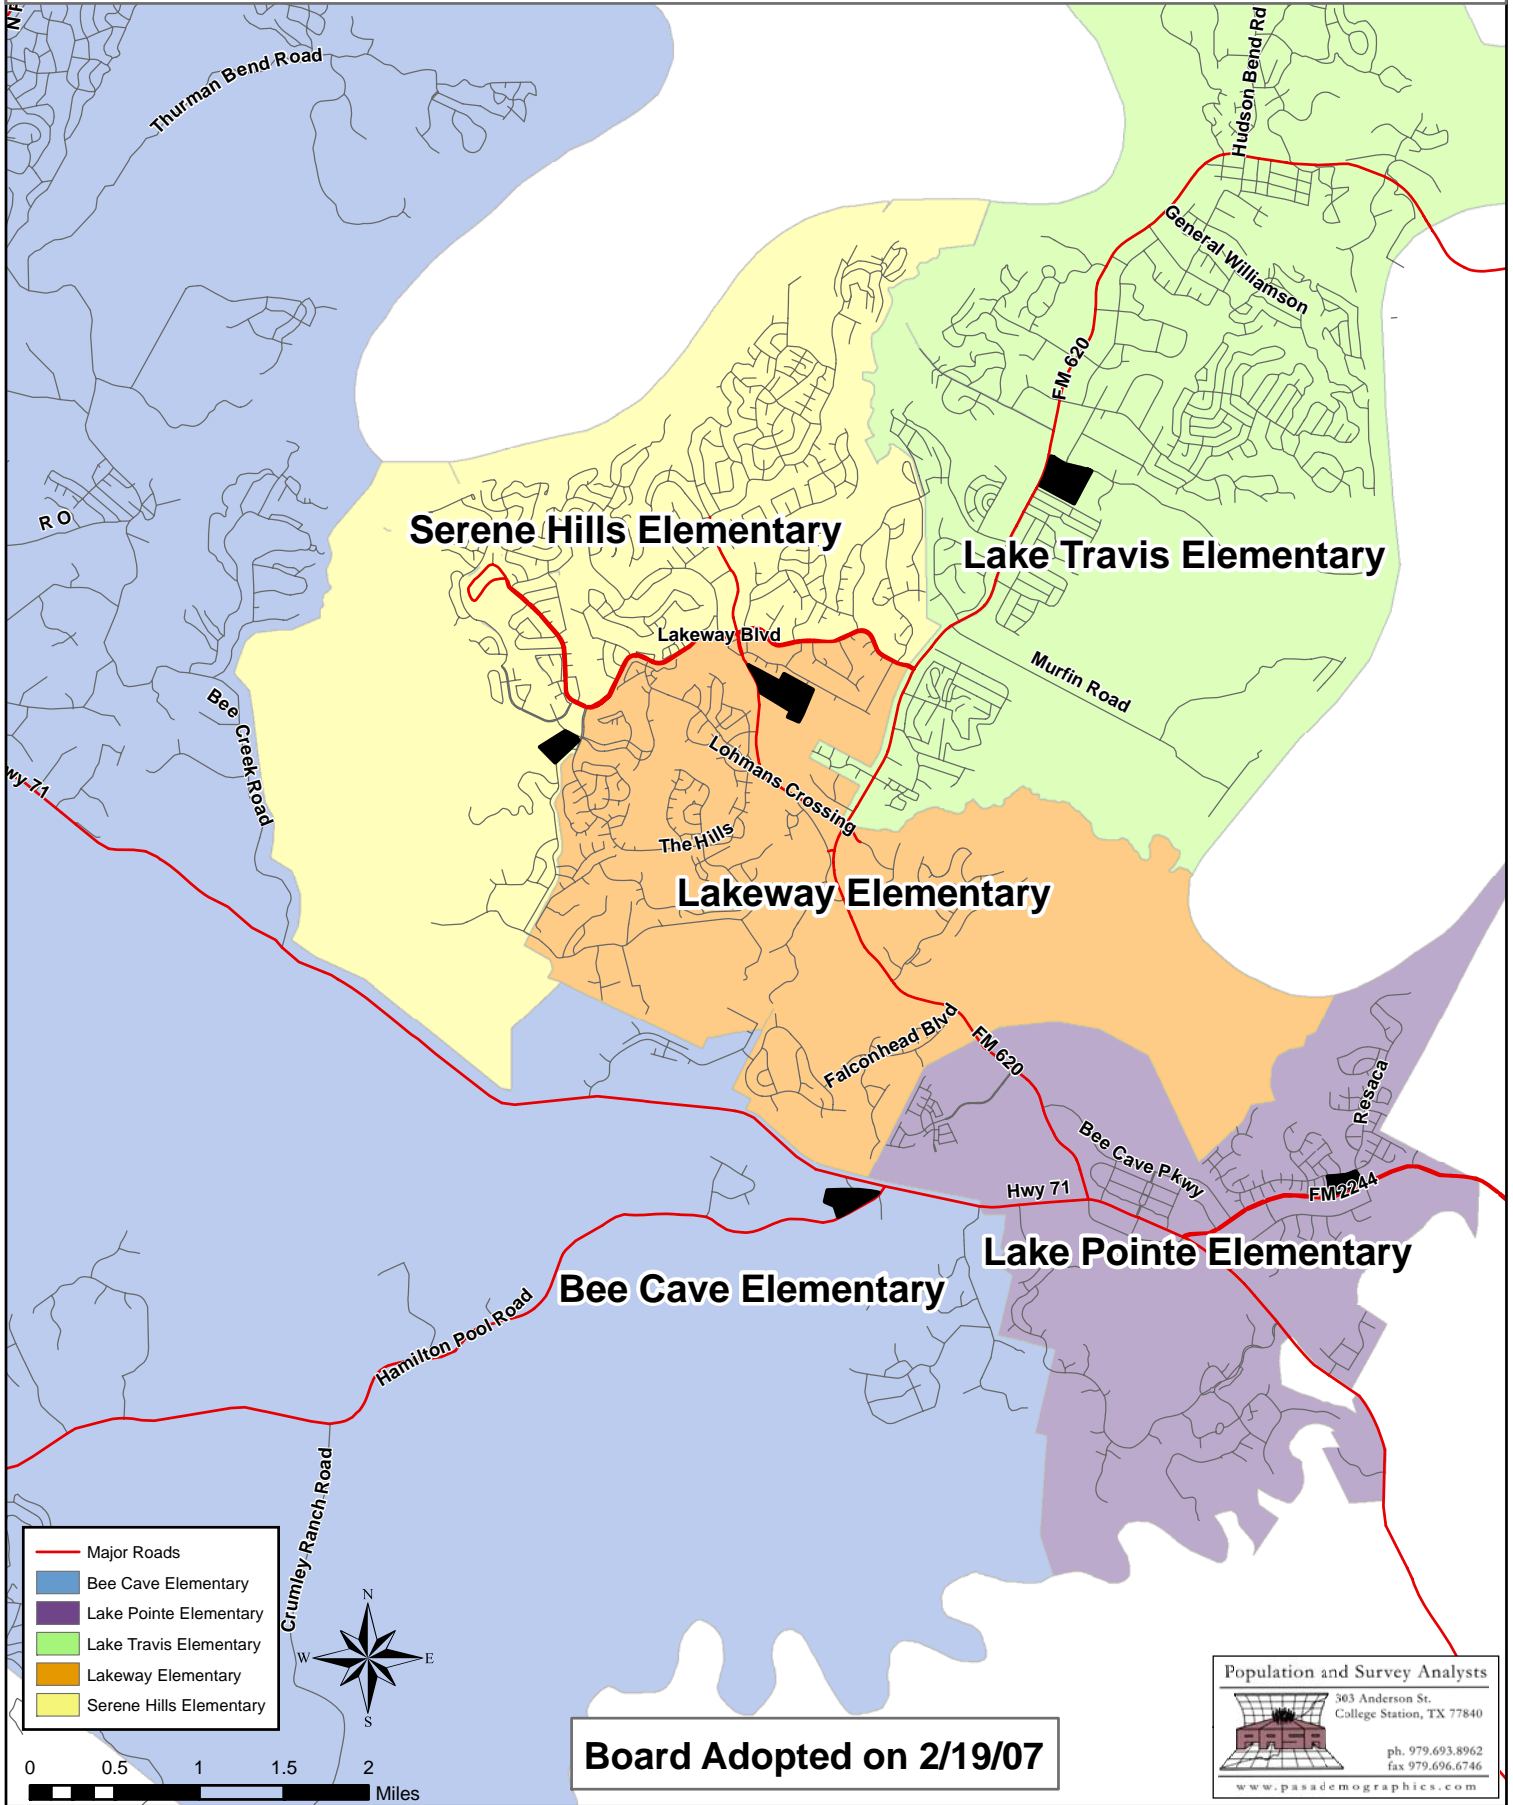 Thurman Bend Road
Hudson Bend Rd
General Williamson
FM 620
R O
Serene Hills Elementary
Lake Travis Elementary
Lakeway Blvd
Murfin Road
Bee Creek Road
wy 71
Lohmans Crossing
The Hills
Lakeway Elementary
Falconhead Blvd
FM 620
Resaca
Bee Cave Pkwy
Hwy 71
FM 2244
Lake Pointe Elementary
Bee Cave Elementary
Hamilton Pool Road
Crumley Ranch Road
Major Roads
Bee Cave Elementary
Lake Pointe Elementary
Lake Travis Elementary
Lakeway Elementary
Serene Hills Elementary
N
W E
S
0 0.5 1 1.5 2
Miles
Board Adopted on 2/19/07
Population and Survey Analysts
303 Anderson St.
College Station, TX 77840
PASA
ph. 979.693.8962
fax 979.696.6746
www.pasademographics.com